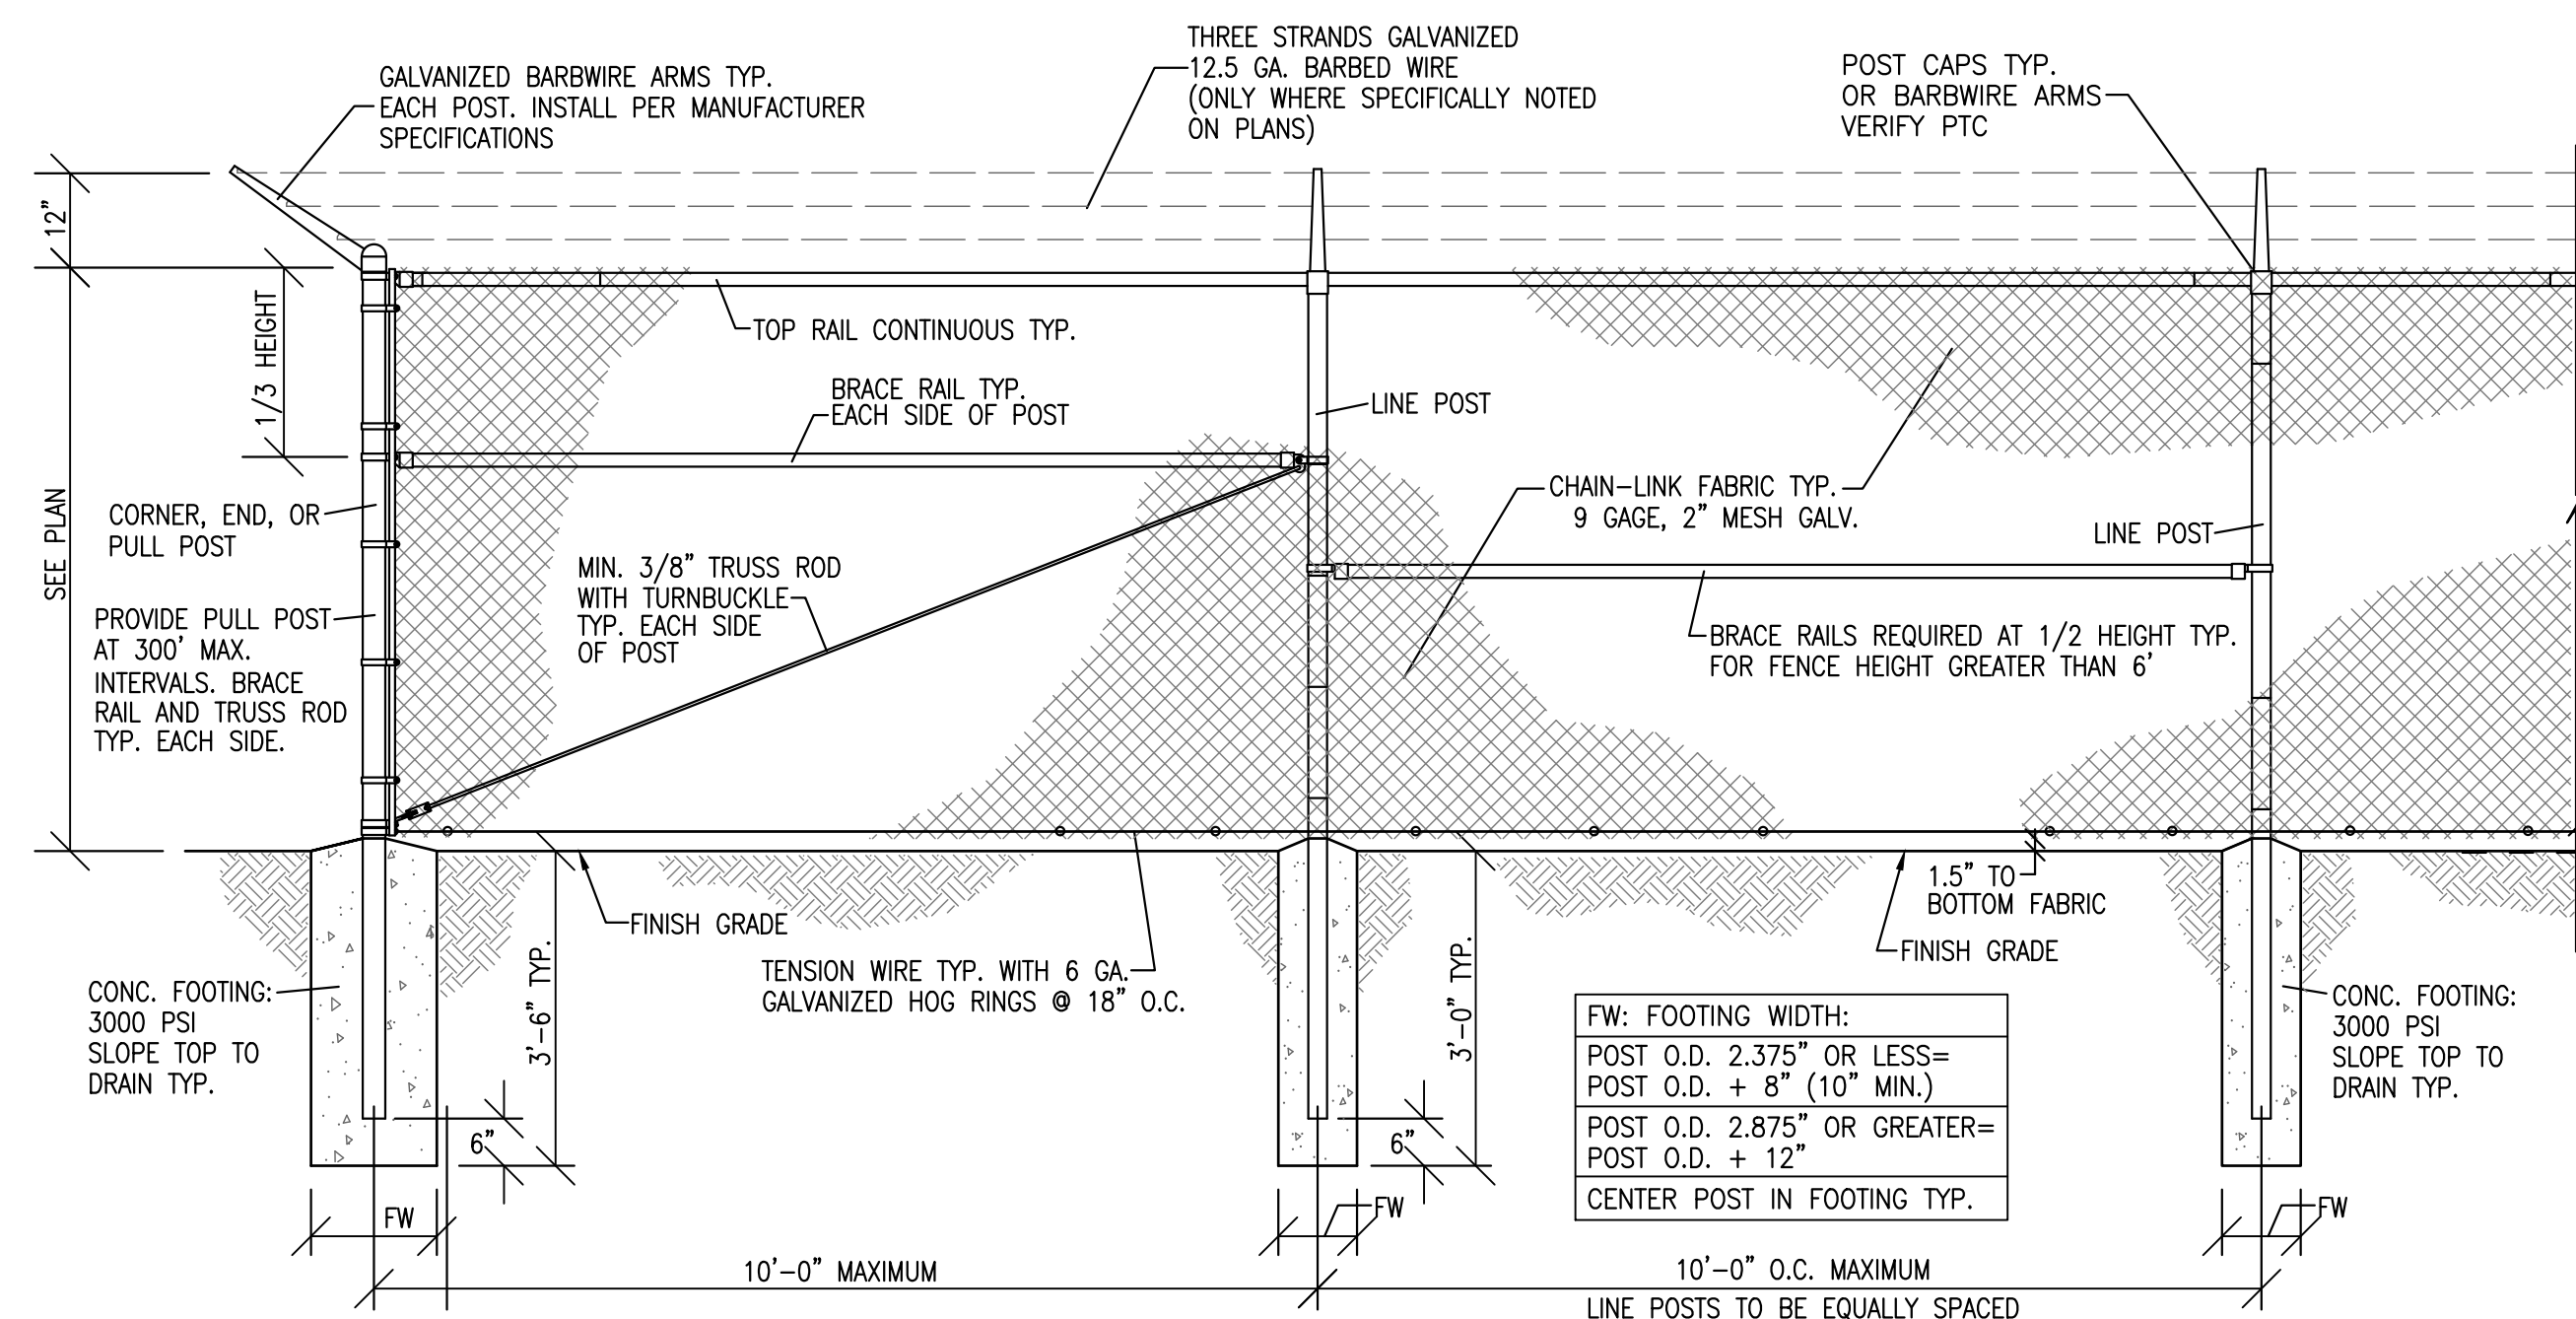 THREE STRANDS GALVANIZED
12.5 GA. BARBED WIRE
(ONLY WHERE SPECIFICALLY NOTED
ON PLANS)
GALVANIZED BARBWIRE ARMS TYP.
EACH POST. INSTALL PER MANUFACTURER
SPECIFICATIONS
POST CAPS TYP.
OR BARBWIRE ARMS
VERIFY PTC
12"
1/3 HEIGHT
SEE PLAN
TOP RAIL CONTINUOUS TYP.
BRACE RAIL TYP.
EACH SIDE OF POST
LINE POST
CHAIN-LINK FABRIC TYP.
9 GAGE, 2" MESH GALV.
LINE POST
CORNER, END, OR
PULL POST
MIN. 3/8" TRUSS ROD
WITH TURNBUCKLE
TYP. EACH SIDE
OF POST
PROVIDE PULL POST
AT 300' MAX.
INTERVALS. BRACE
RAIL AND TRUSS ROD
TYP. EACH SIDE.
BRACE RAILS REQUIRED AT 1/2 HEIGHT TYP.
FOR FENCE HEIGHT GREATER THAN 6'
1.5" TO
BOTTOM FABRIC
FINISH GRADE
FINISH GRADE
TENSION WIRE TYP. WITH 6 GA.
GALVANIZED HOG RINGS @ 18" O.C.
CONC. FOOTING:
3000 PSI
SLOPE TOP TO
DRAIN TYP.
3'-6" TYP.
6"
3'-0" TYP.
6"
FW: FOOTING WIDTH:
POST O.D. 2.375" OR LESS=
POST O.D. + 8" (10" MIN.)
POST O.D. 2.875" OR GREATER=
POST O.D. + 12"
CENTER POST IN FOOTING TYP.
CONC. FOOTING:
3000 PSI
SLOPE TOP TO
DRAIN TYP.
FW
FW
FW
10'-0" MAXIMUM
10'-0" O.C. MAXIMUM
LINE POSTS TO BE EQUALLY SPACED